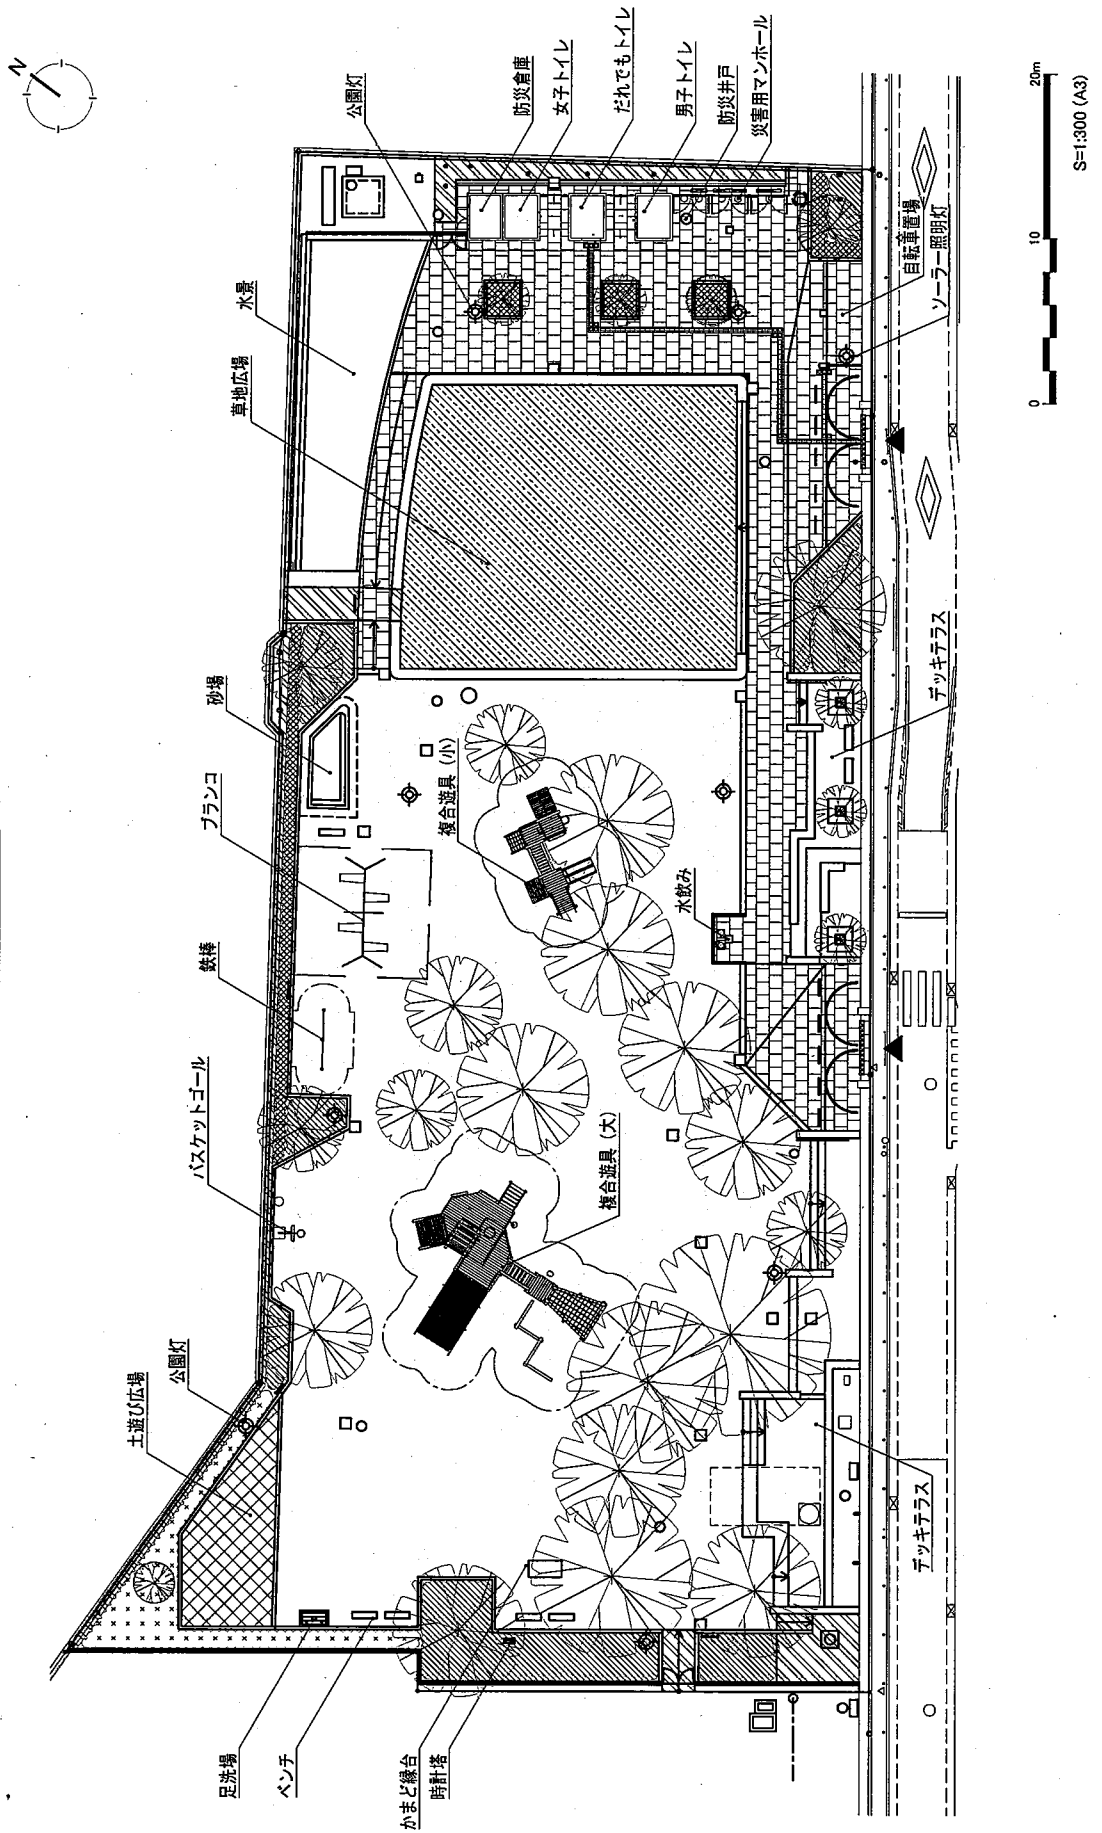 N
公園灯
防災倉庫
女子トイレ
だれでもトイレ
男子トイレ
防災井戸
災害用マンホール
水景
草地広場
自転車置場
ソーラー照明灯
砂場
ブランコ
複合遊具 (小)
水飲み
デッキテラス
鉄棒
バスケットゴール
複合遊具 (大)
公園灯
土遊び広場
デッキテラス
足洗場
ベンチ
かまど縁台
時計塔
0
10
20m
S=1:300 (A3)